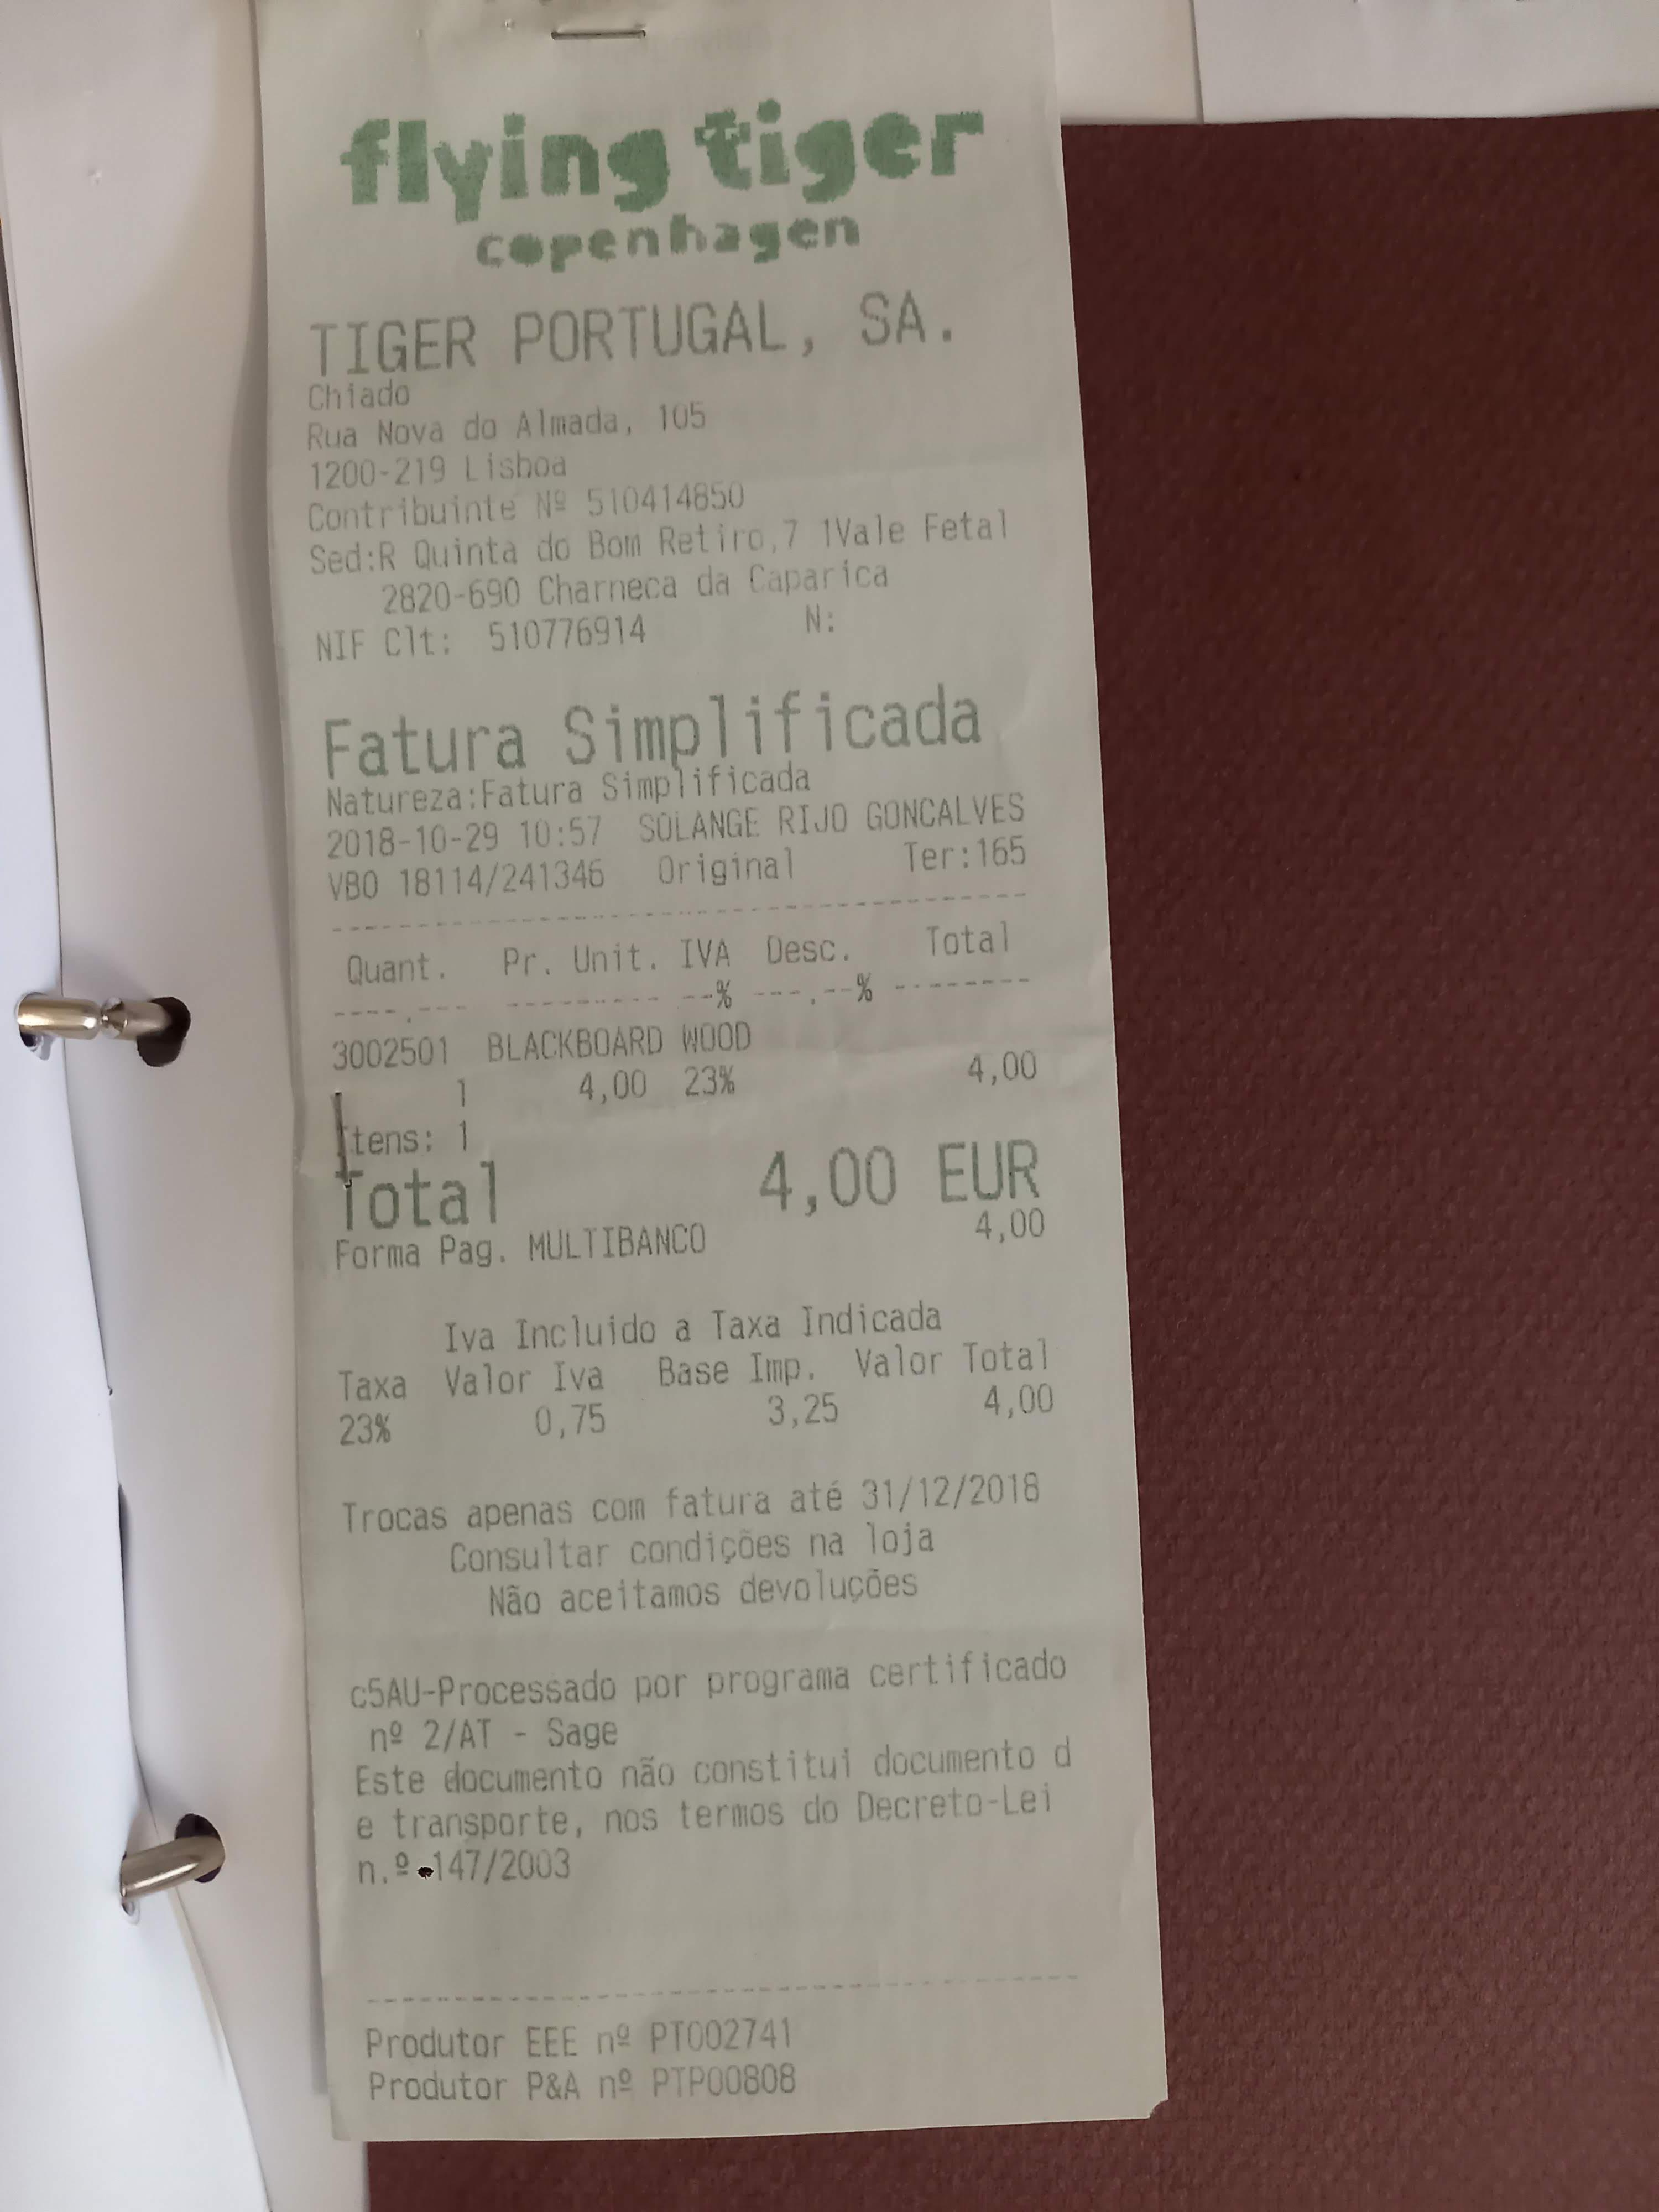 flying tiger
copenhagen
TIGER PORTUGAL, SA.
Chiado
Rua Nova do Almada, 105
1200-219 Lisboa
Contribuinte Nº 510414850
Sed:R Quinta do Bom Retiro,7 1Vale Fetal
2820-690 Charneca da Caparica
NIF Clt: 510776914 N:
Fatura Simplificada
Natureza:Fatura Simplificada
2018-10-29 10:57 SOLANGE RIJO GONCALVES
VBO 18114/241346 Original Ter:165
Quant. Pr. Unit. IVA Desc. Total
----.--- --------- --% ---.--% --------
3002501 BLACKBOARD WOOD
1 4,00 23% 4,00
Itens: 1
Total 4,00 EUR
Forma Pag. MULTIBANCO 4,00
Iva Incluido a Taxa Indicada
Taxa Valor Iva Base Imp. Valor Total
23% 0,75 3,25 4,00
Trocas apenas com fatura até 31/12/2018
Consultar condições na loja
Não aceitamos devoluções
c5AU-Processado por programa certificado
nº 2/AT - Sage
Este documento não constitui documento d
e transporte, nos termos do Decreto-Lei
n.º 147/2003
Produtor EEE nº PT002741
Produtor P&A nº PTP00808